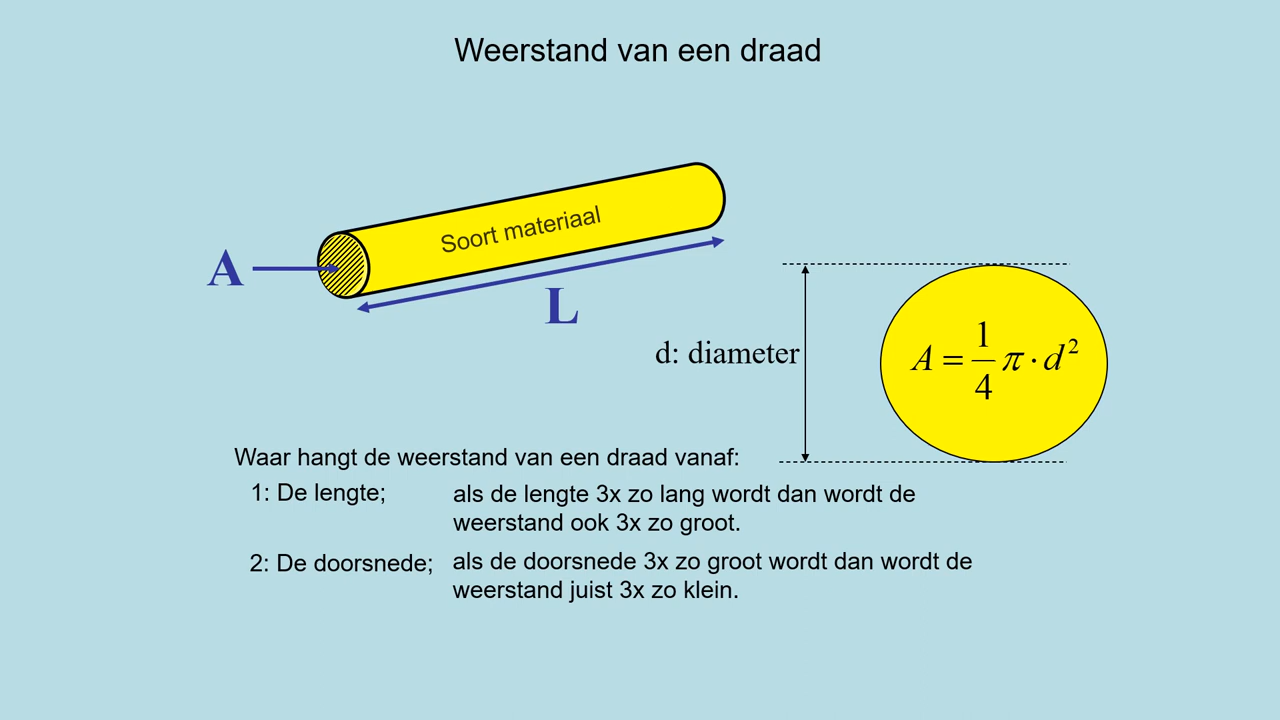 Weerstand van een draad
Soort materiaal
A
L
d: diameter
A = 1/4 π · d²
Waar hangt de weerstand van een draad vanaf:
1: De lengte;
als de lengte 3x zo lang wordt dan wordt de
weerstand ook 3x zo groot.
2: De doorsnede;
als de doorsnede 3x zo groot wordt dan wordt de
weerstand juist 3x zo klein.